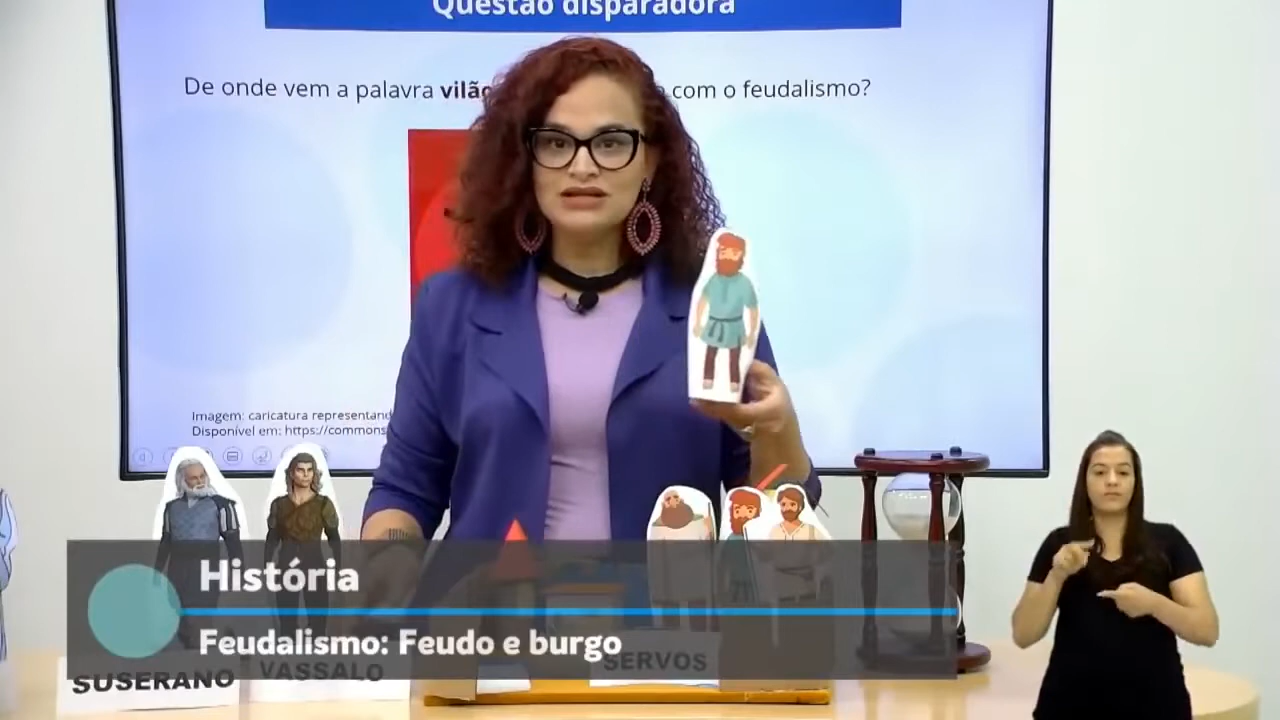 Questão disparadora
De onde vem a palavra vilão com o feudalismo?
Imagem: caricatura representand
Disponível em: https://commons
História
Feudalismo: Feudo e burgo
SUSERANO
VASSALO
SERVOS